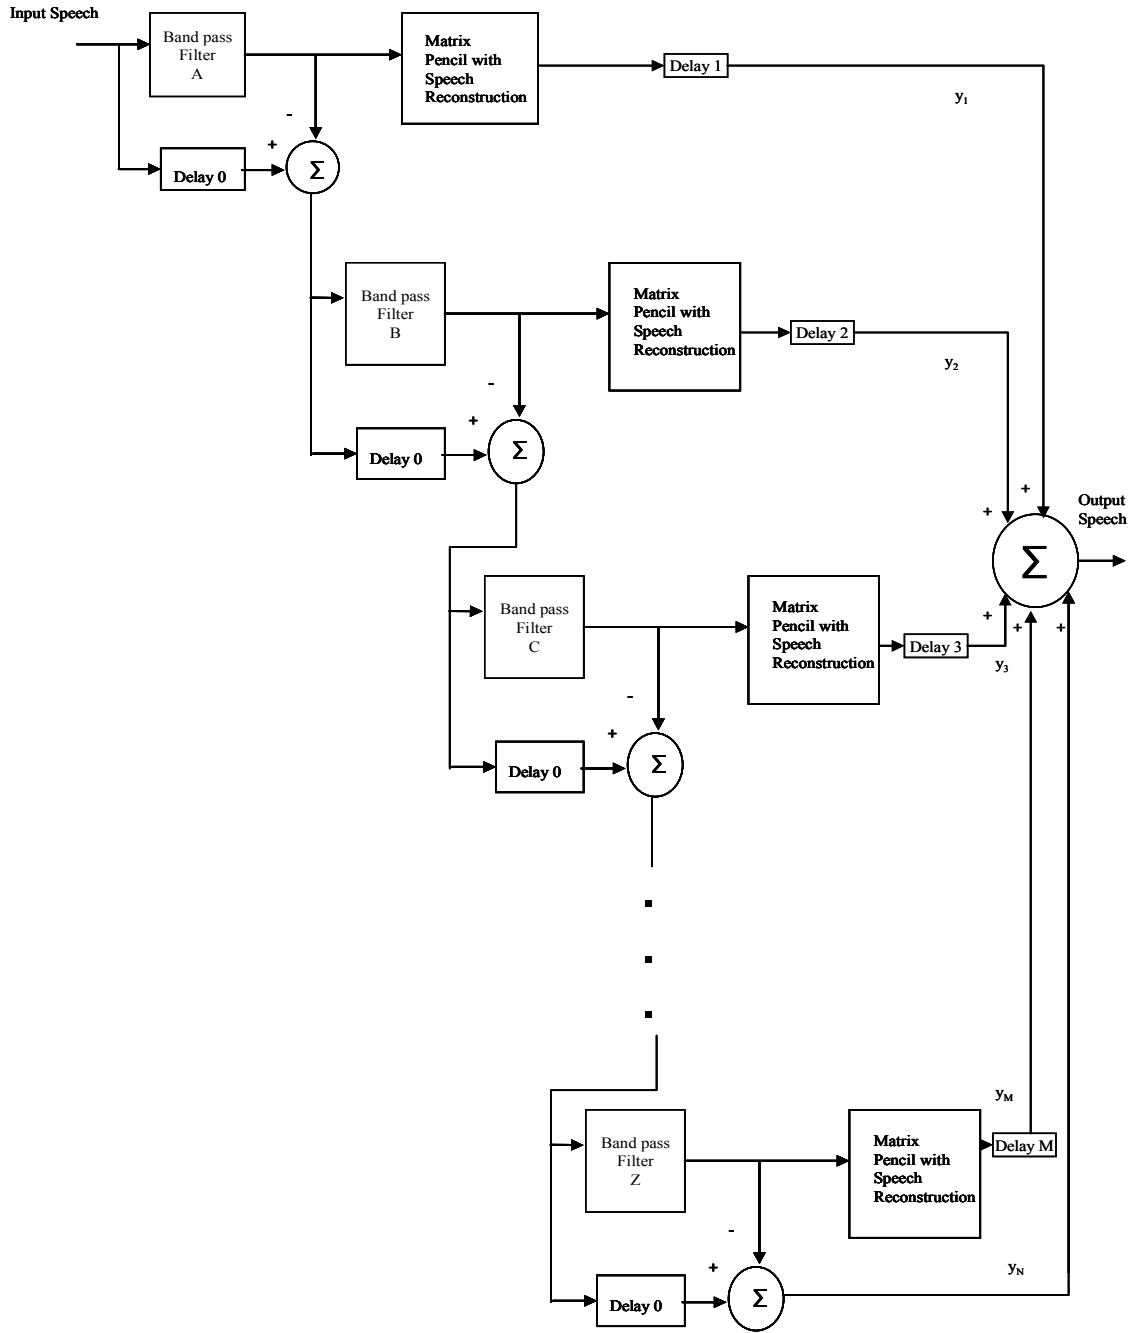 Input Speech
Band pass
Filter
A
Matrix
Pencil with
Speech
Reconstruction
Delay 1
y1
-
+
Delay 0
Σ
Band pass
Filter
B
Matrix
Pencil with
Speech
Reconstruction
Delay 2
y2
-
+
Delay 0
Σ
+
+
Output
Speech
Σ
Band pass
Filter
C
Matrix
Pencil with
Speech
Reconstruction
Delay 3
y3
+
+
+
-
+
Delay 0
Σ
Band pass
Filter
Z
Matrix
Pencil with
Speech
Reconstruction
yM
Delay M
-
+
Delay 0
Σ
yN